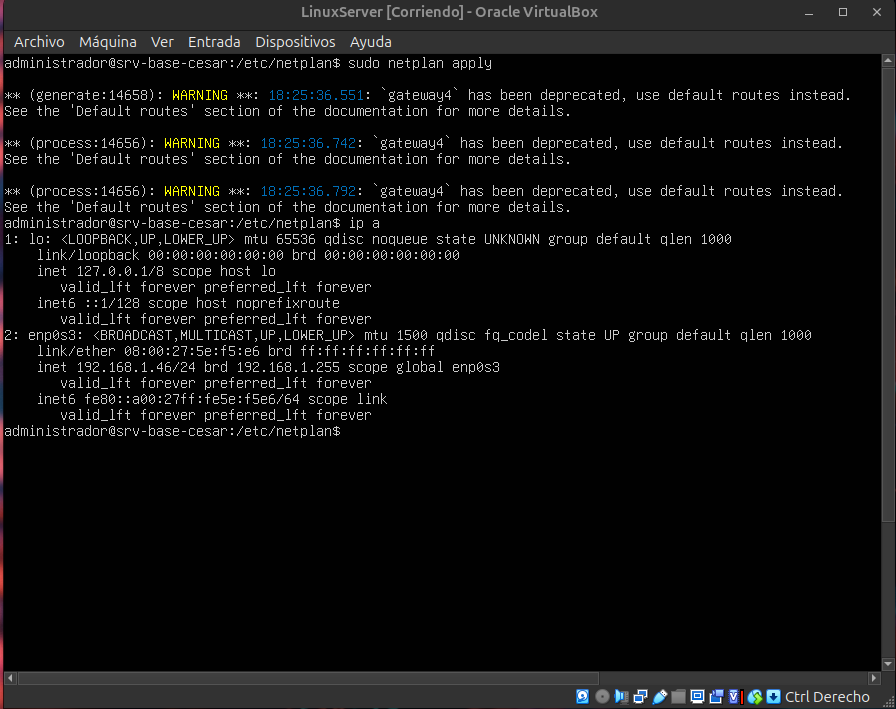 LinuxServer [Corriendo] - Oracle VirtualBox
Archivo Máquina Ver Entrada Dispositivos Ayuda
administrador@srv-base-cesar:/etc/netplan$ sudo netplan apply
** (generate:14658): WARNING **: 18:25:36.551: `gateway4` has been deprecated, use default routes instead.
See the 'Default routes' section of the documentation for more details.
** (process:14656): WARNING **: 18:25:36.742: `gateway4` has been deprecated, use default routes instead.
See the 'Default routes' section of the documentation for more details.
** (process:14656): WARNING **: 18:25:36.792: `gateway4` has been deprecated, use default routes instead.
See the 'Default routes' section of the documentation for more details.
administrador@srv-base-cesar:/etc/netplan$ ip a
1: lo: <LOOPBACK,UP,LOWER_UP> mtu 65536 qdisc noqueue state UNKNOWN group default qlen 1000
    link/loopback 00:00:00:00:00:00 brd 00:00:00:00:00:00
    inet 127.0.0.1/8 scope host lo
       valid_lft forever preferred_lft forever
    inet6 ::1/128 scope host noprefixroute
       valid_lft forever preferred_lft forever
2: enp0s3: <BROADCAST,MULTICAST,UP,LOWER_UP> mtu 1500 qdisc fq_codel state UP group default qlen 1000
    link/ether 08:00:27:5e:f5:e6 brd ff:ff:ff:ff:ff:ff
    inet 192.168.1.46/24 brd 192.168.1.255 scope global enp0s3
       valid_lft forever preferred_lft forever
    inet6 fe80::a00:27ff:fe5e:f5e6/64 scope link
       valid_lft forever preferred_lft forever
administrador@srv-base-cesar:/etc/netplan$
Ctrl Derecho